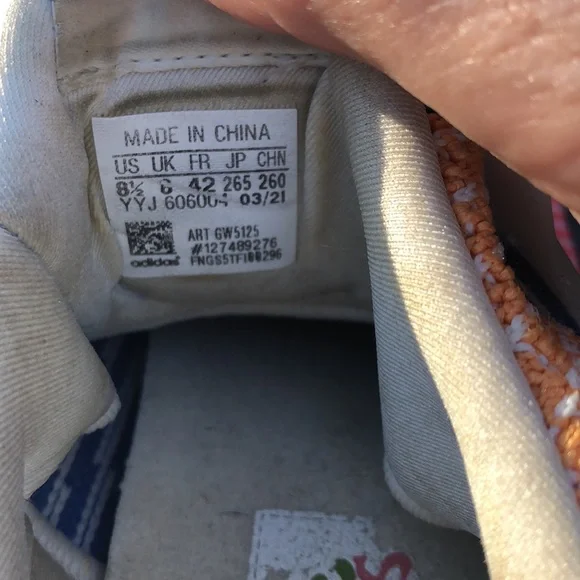 MADE IN CHINA
US UK FR JP CHN
8½ 8 42 265 260
YYJ 606004 03/21
ART GW5125
#127489276
adidas FNGS5TF188296